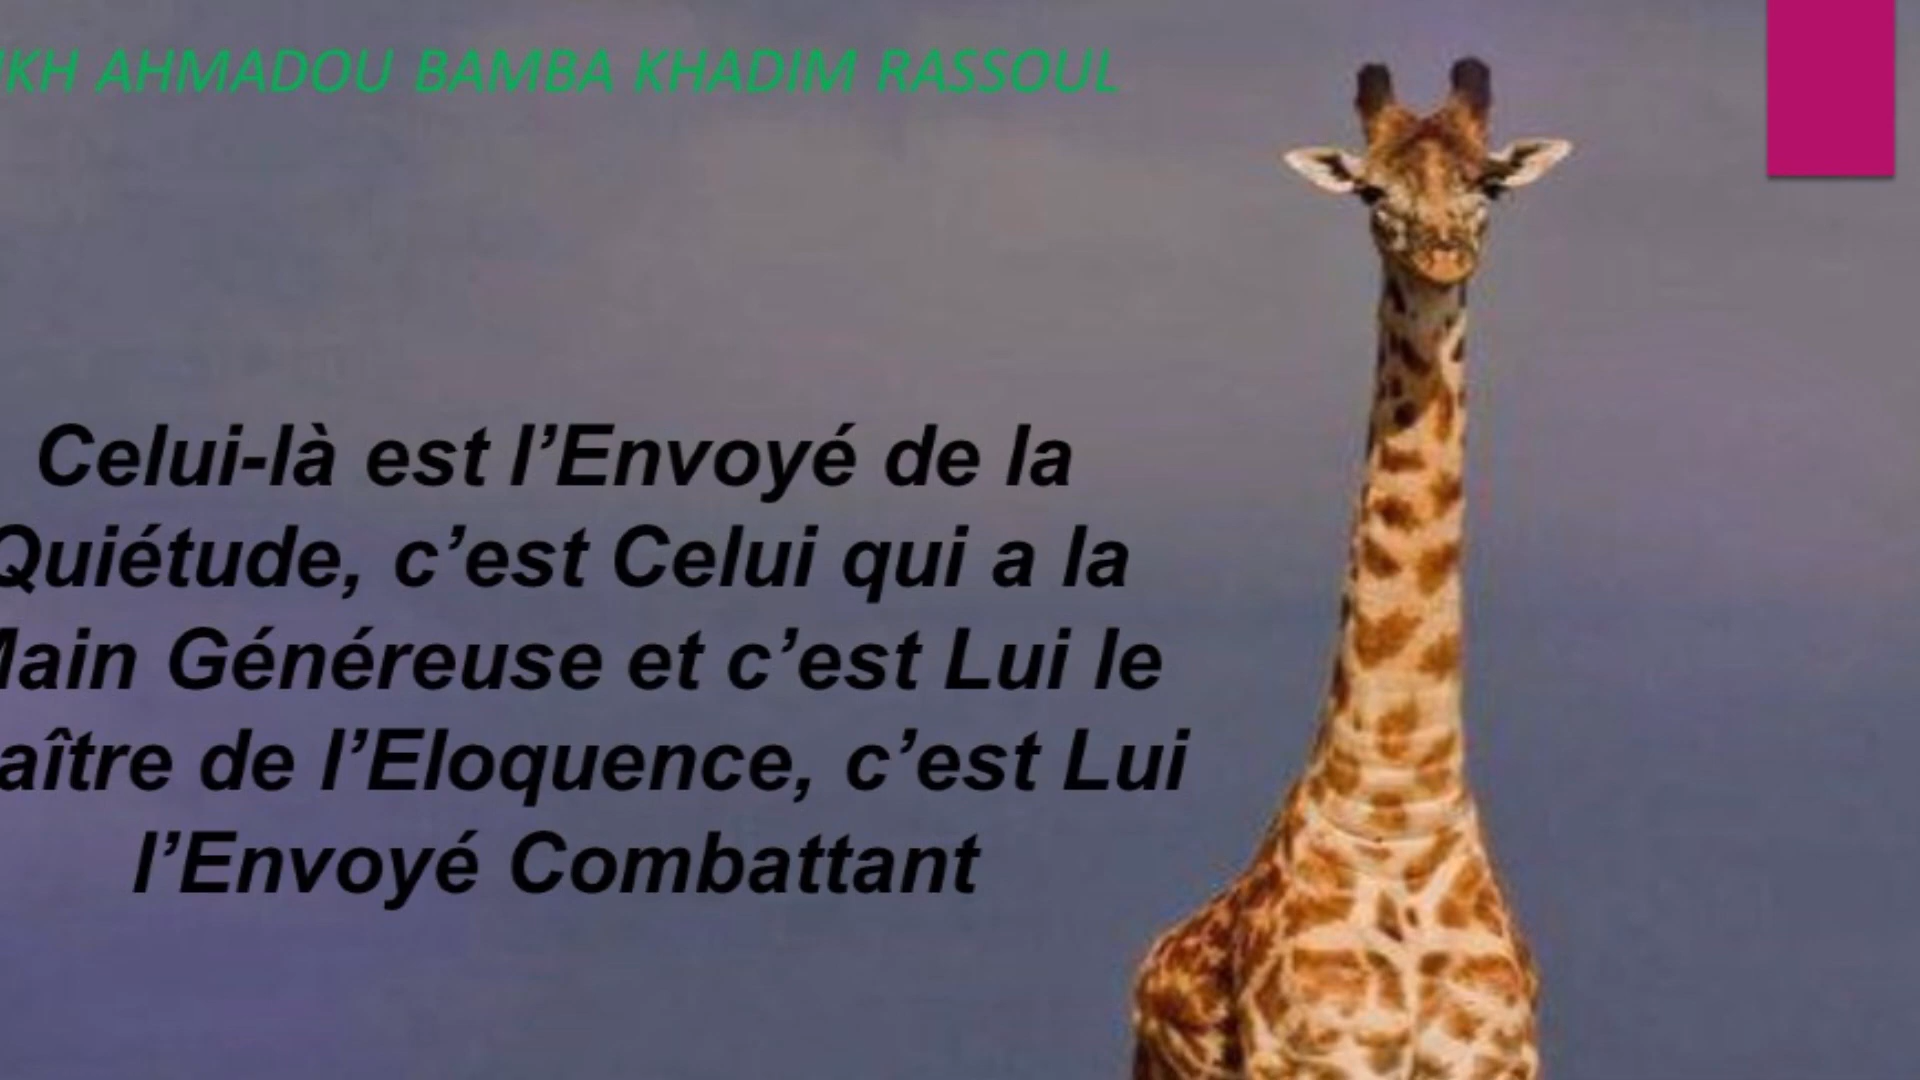 IKH AHMADOU BAMBA KHADIM RASSOUL
Celui-là est l’Envoyé de la
Quiétude, c’est Celui qui a la
Main Généreuse et c’est Lui le
aître de l’Eloquence, c’est Lui
l’Envoyé Combattant